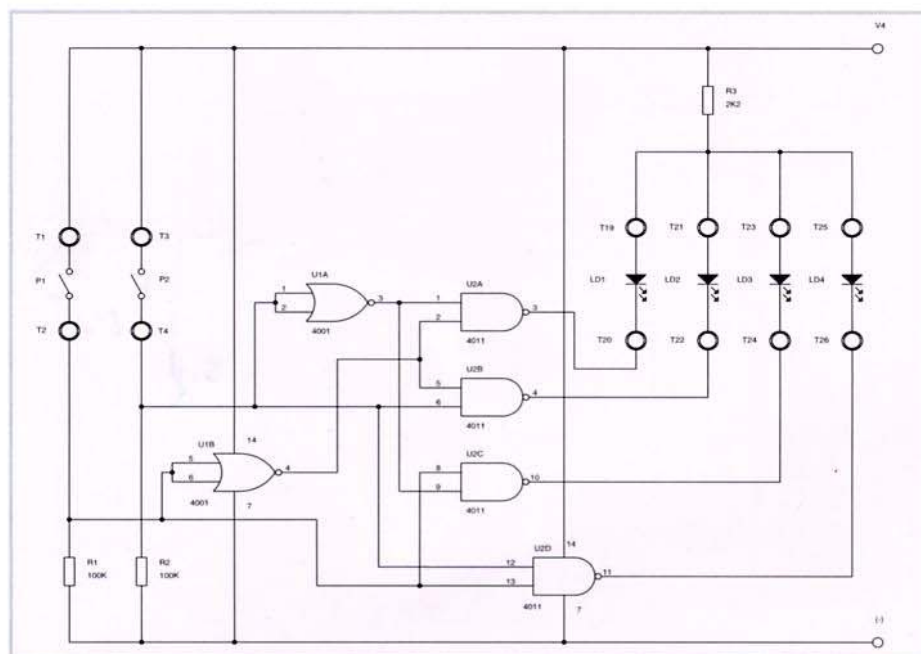 V4
R3
2K2
T1
T3
T19
T21
T23
T25
P1
P2
U1A
U2A
LD1
LD2
LD3
LD4
1
2
3
1
2
3
4001
4011
T2
T4
T20
T22
T24
T26
U2B
5
6
4
4011
U1B
14
5
6
4
4001
7
U2C
8
9
10
4011
R1
100K
R2
100K
U2D
14
12
13
11
4011
7
(-)